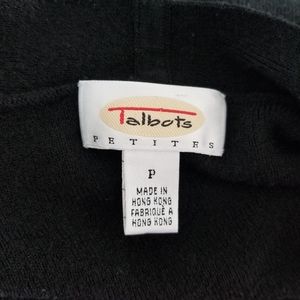 Talbots
PETITES
P
MADE IN
HONG KONG
FABRIQUÉ A
HONG KONG